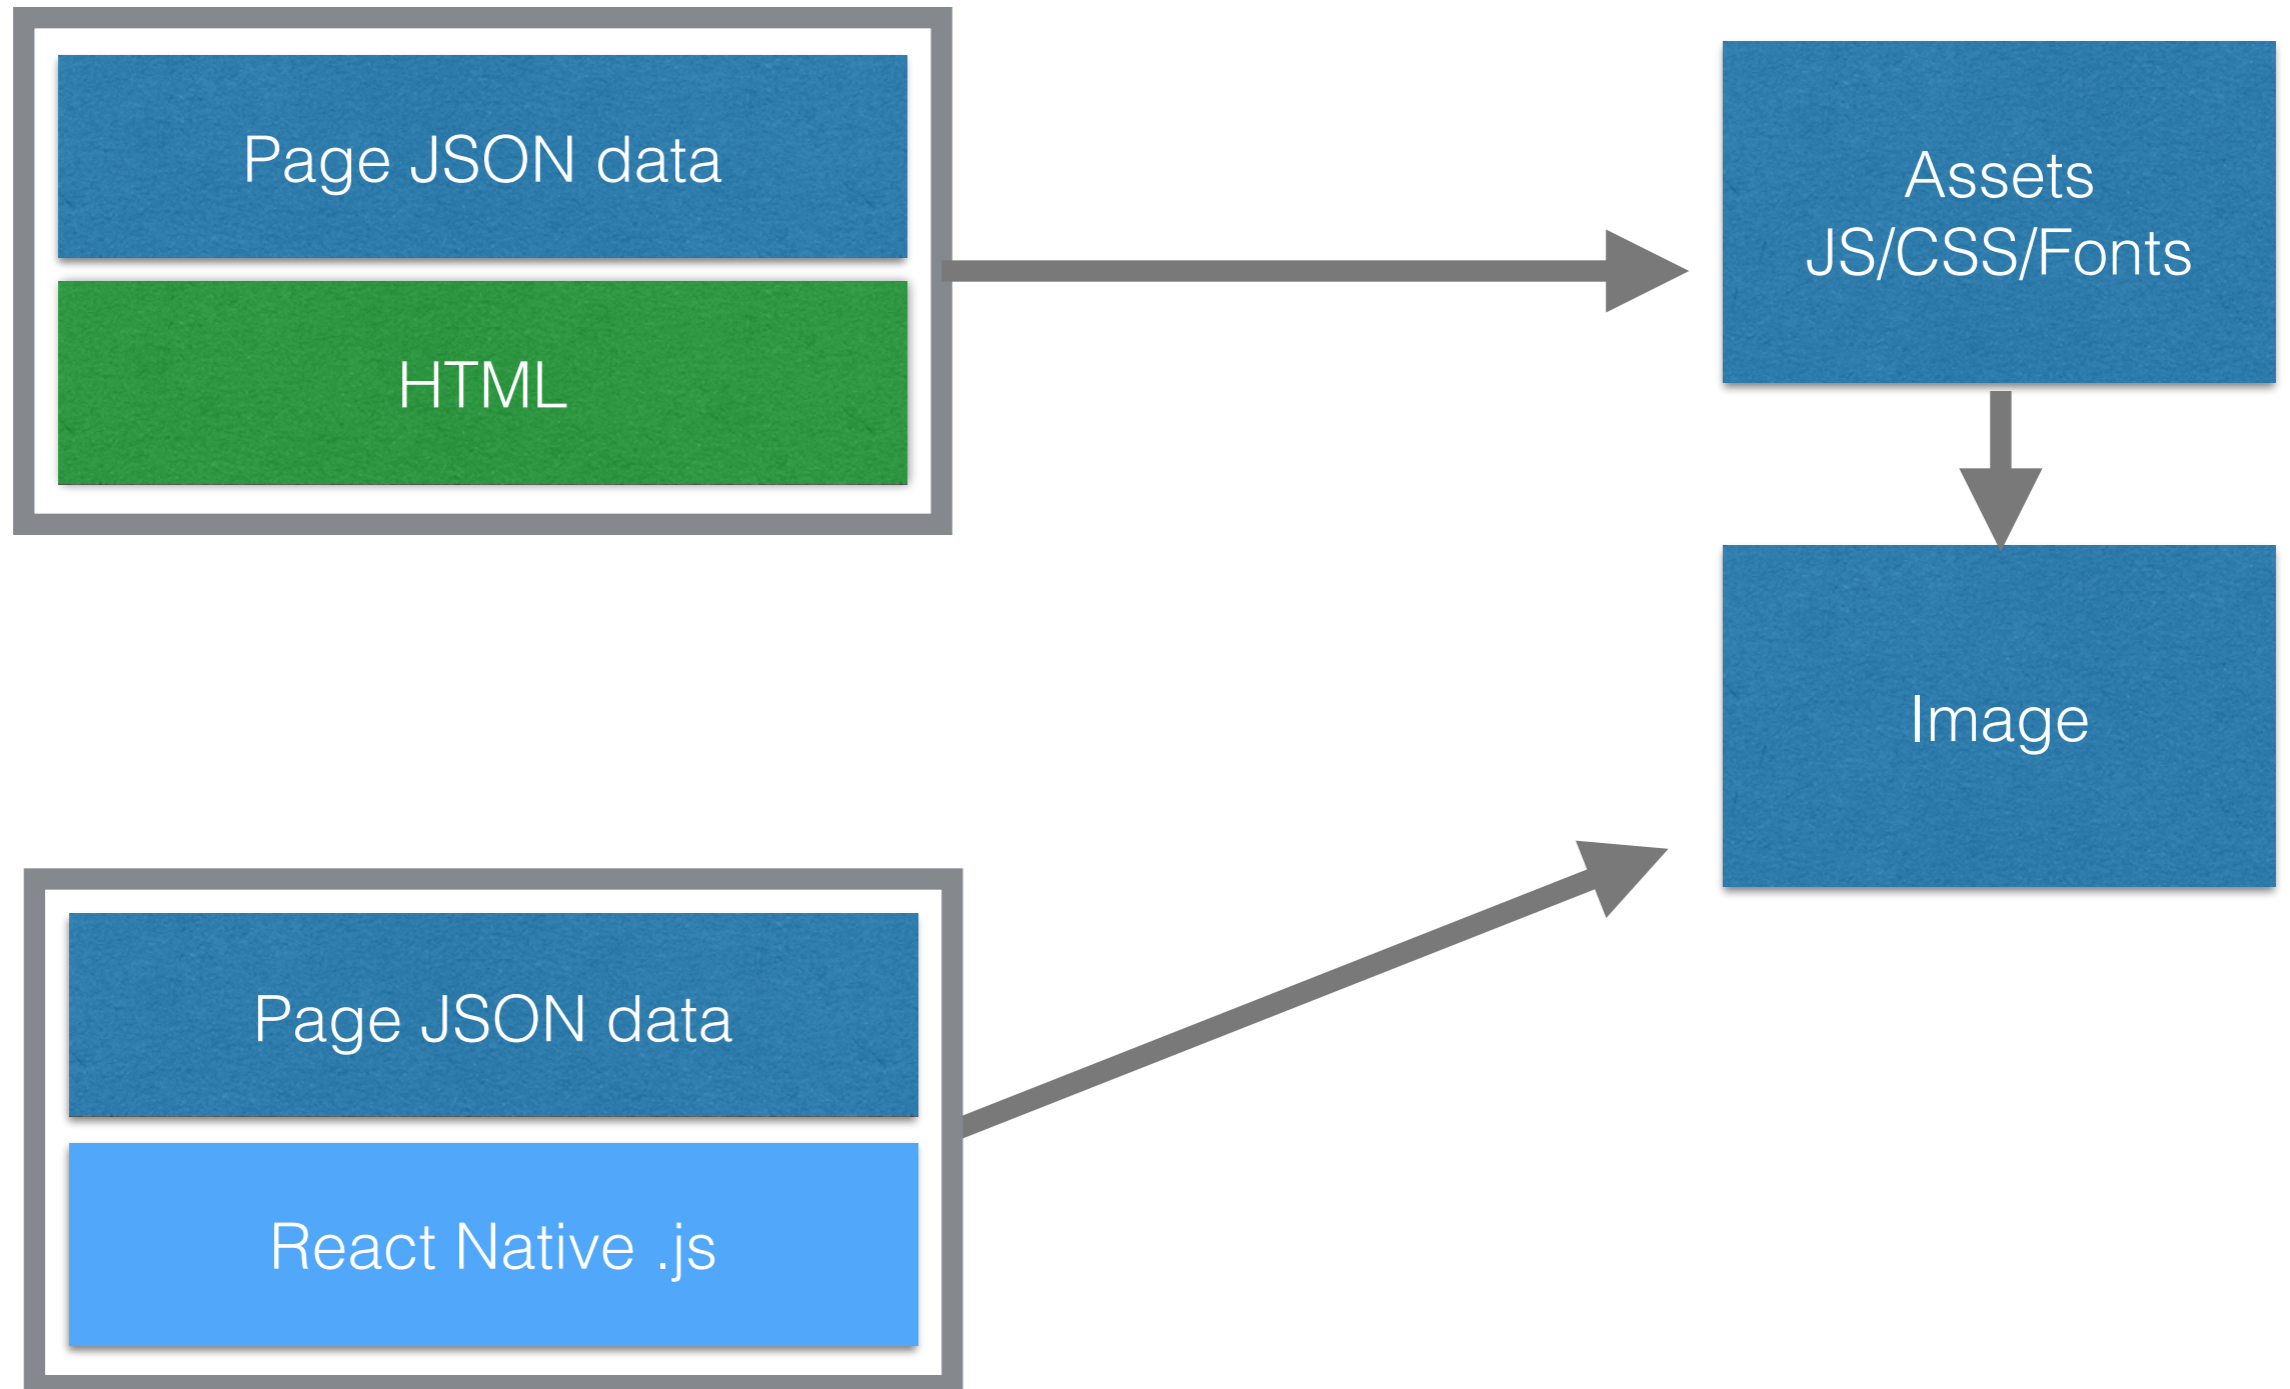 Page JSON data
HTML
Assets
JS/CSS/Fonts
Image
Page JSON data
React Native .js